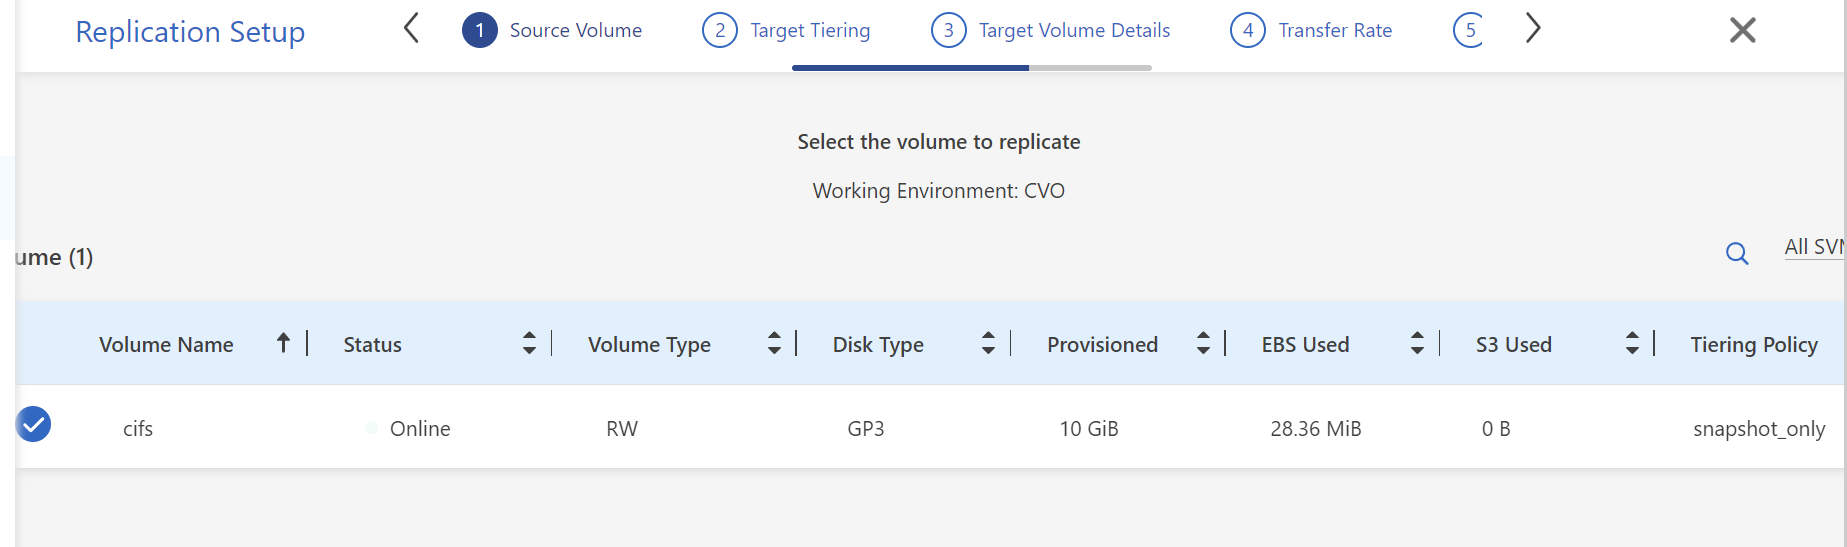 Replication Setup 1 Source Volume 2 Target Tiering 3 Target Volume Details 4 Transfer Rate 5
Select the volume to replicate
Working Environment: CVO
ume (1) All SVM
Volume Name Status Volume Type Disk Type Provisioned EBS Used S3 Used Tiering Policy
cifs Online RW GP3 10 GiB 28.36 MiB 0 B snapshot_only